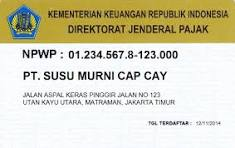 KEMENTERIAN KEUANGAN REPUBLIK INDONESIA
DIREKTORAT JENDERAL PAJAK
NPWP : 01.234.567.8-123.000
PT. SUSU MURNI CAP CAY
JALAN ASPAL KERAS PINGGIR JALAN NO 123
UTAN KAYU UTARA, MATRAMAN, JAKARTA TIMUR
TGL TERDAFTAR : 12/11/2014